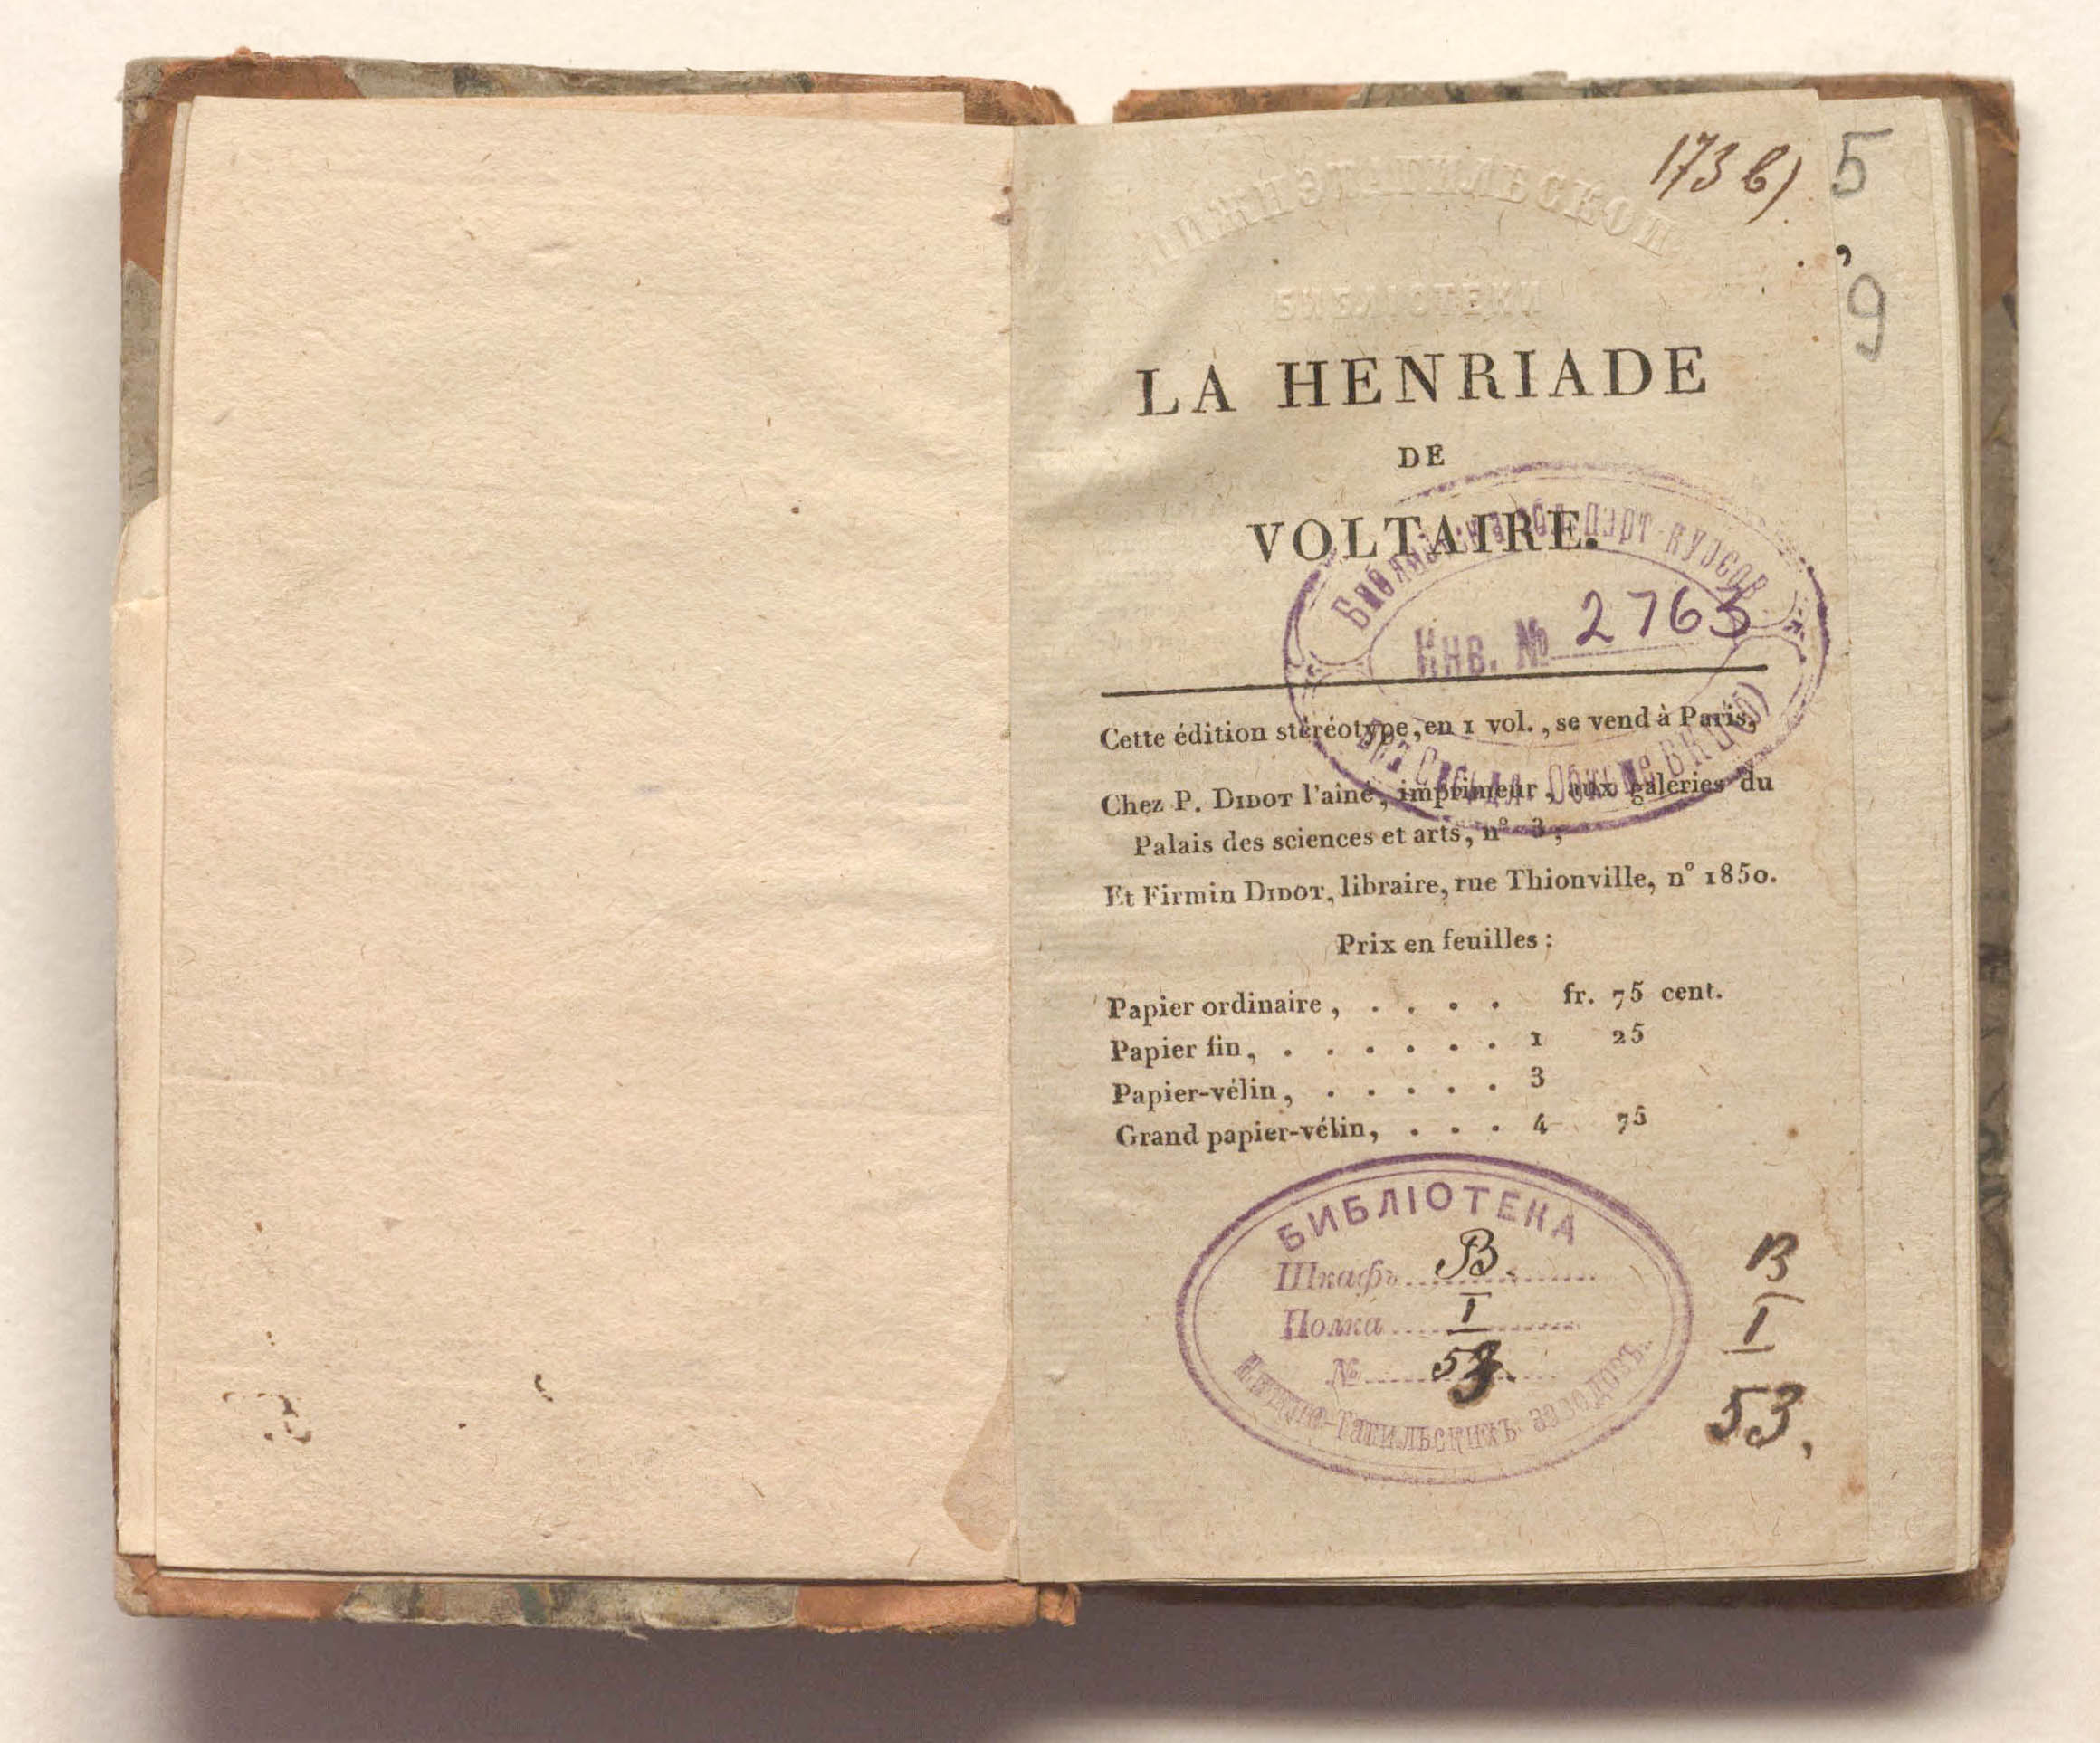 173 в)
5
9
БИБЛІОТЕКИ
LA HENRIADE
DE
VOLTAIRE.
Инв. № 2763
Cette édition stéréotype, en 1 vol., se vend à Paris,
Chez P. Didot l'aîné, imprimeur, aux galeries du
Palais des sciences et arts, n° 3,
Et Firmin Didot, libraire, rue Thionville, n° 1850.
Prix en feuilles :
Papier ordinaire, . . . . fr. 75 cent.
Papier fin, . . . . . . 1 25
Papier-vélin, . . . . . 3
Grand papier-vélin, . . . 4 75
БИБЛІОТЕКА
Шкафъ В.
Полка I
№ 53.
Нижне-Тагильскихъ заводовъ.
В
I
53,